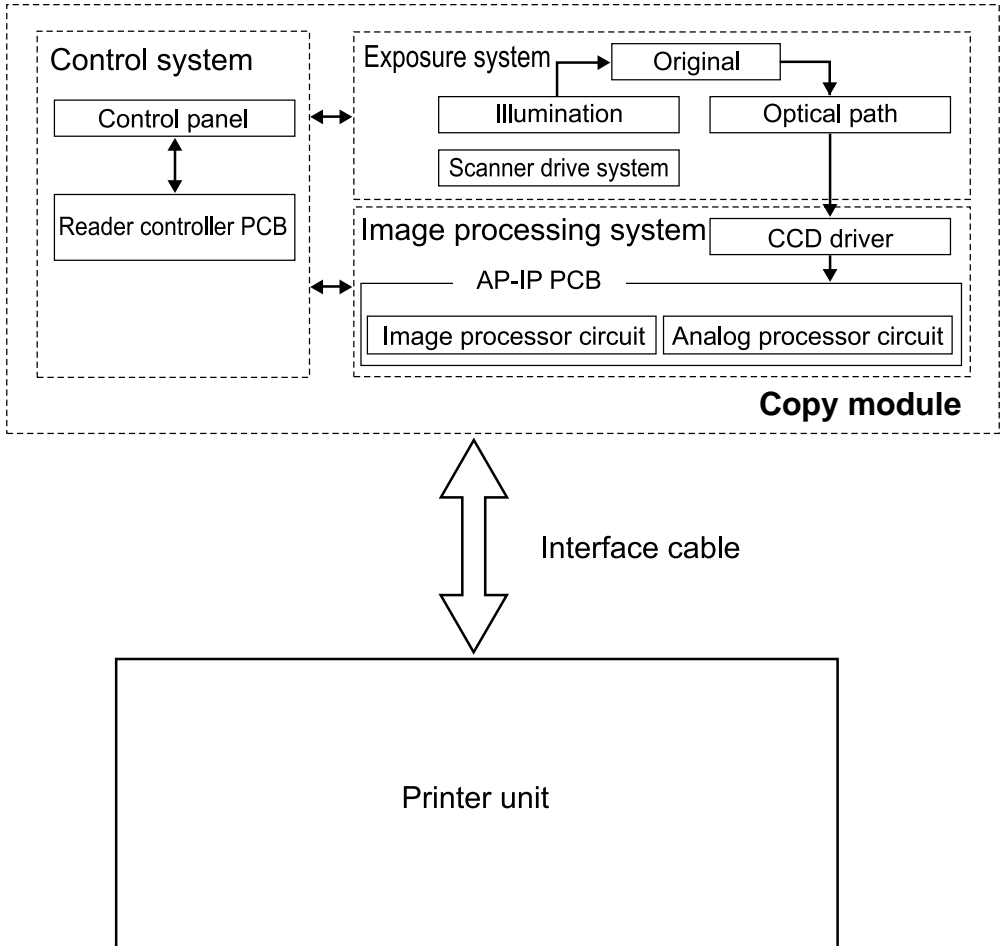 Control system
Control panel
Reader controller PCB
Exposure system
Original
Illumination
Optical path
Scanner drive system
Image processing system
CCD driver
AP-IP PCB
Image processor circuit
Analog processor circuit
Copy module
Interface cable
Printer unit